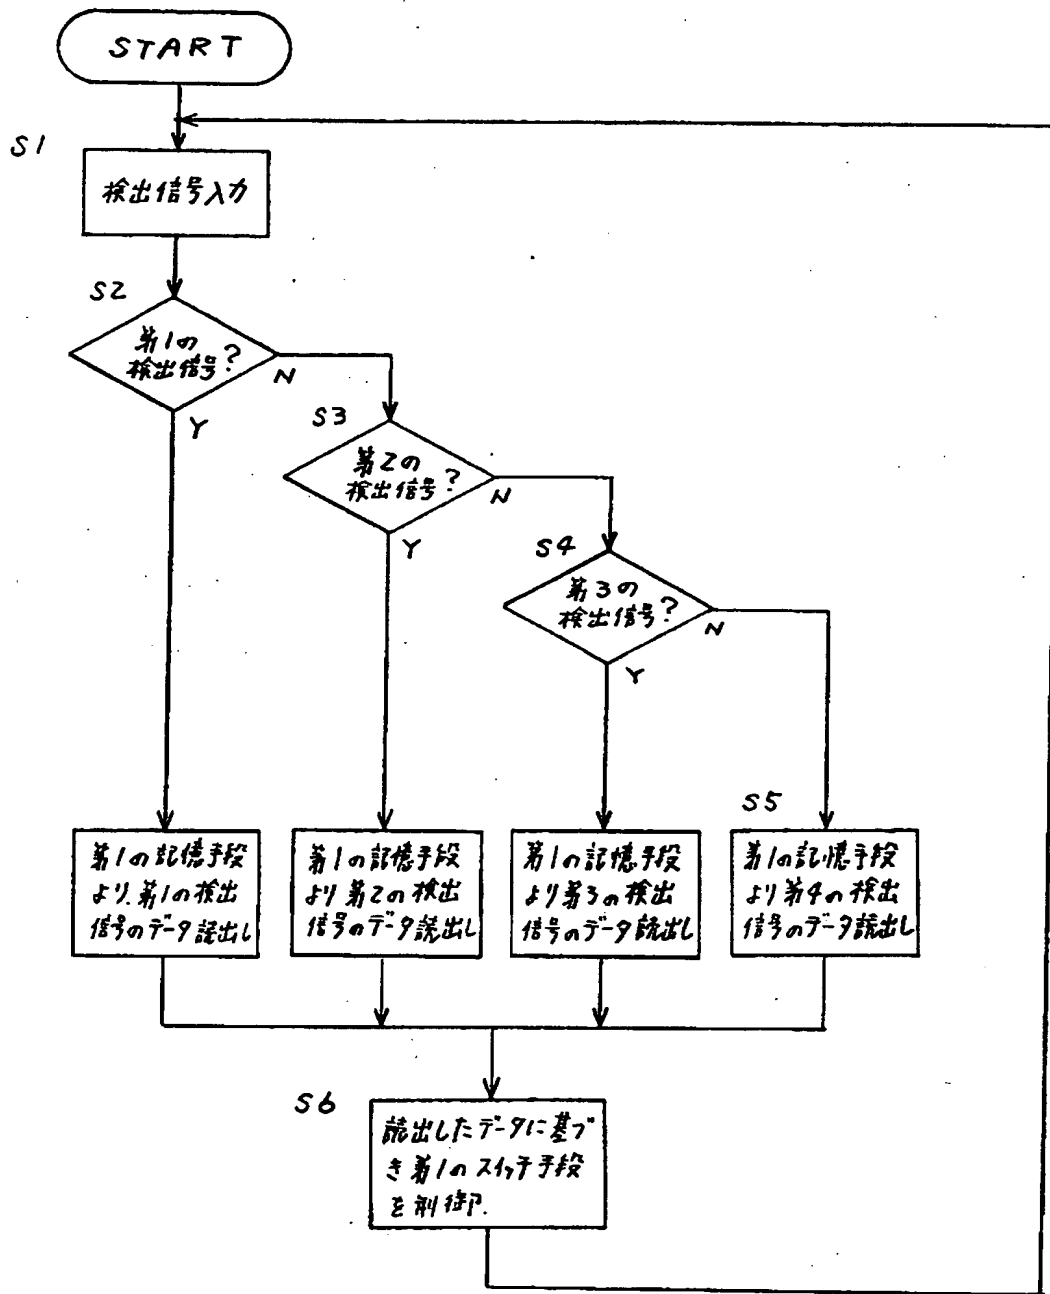 START
S1
検出信号入力
S2
第1の
検出信号?
N
Y
S3
第2の
検出信号?
N
Y
S4
第3の
検出信号?
N
Y
第1の記憶手段
より第1の検出
信号のデータ読出し
第1の記憶手段
より第2の検出
信号のデータ読出し
第1の記憶手段
より第3の検出
信号のデータ読出し
S5
第1の記憶手段
より第4の検出
信号のデータ読出し
S6
読出したデータに基づ
き第1のスイッチ手段
を制御.